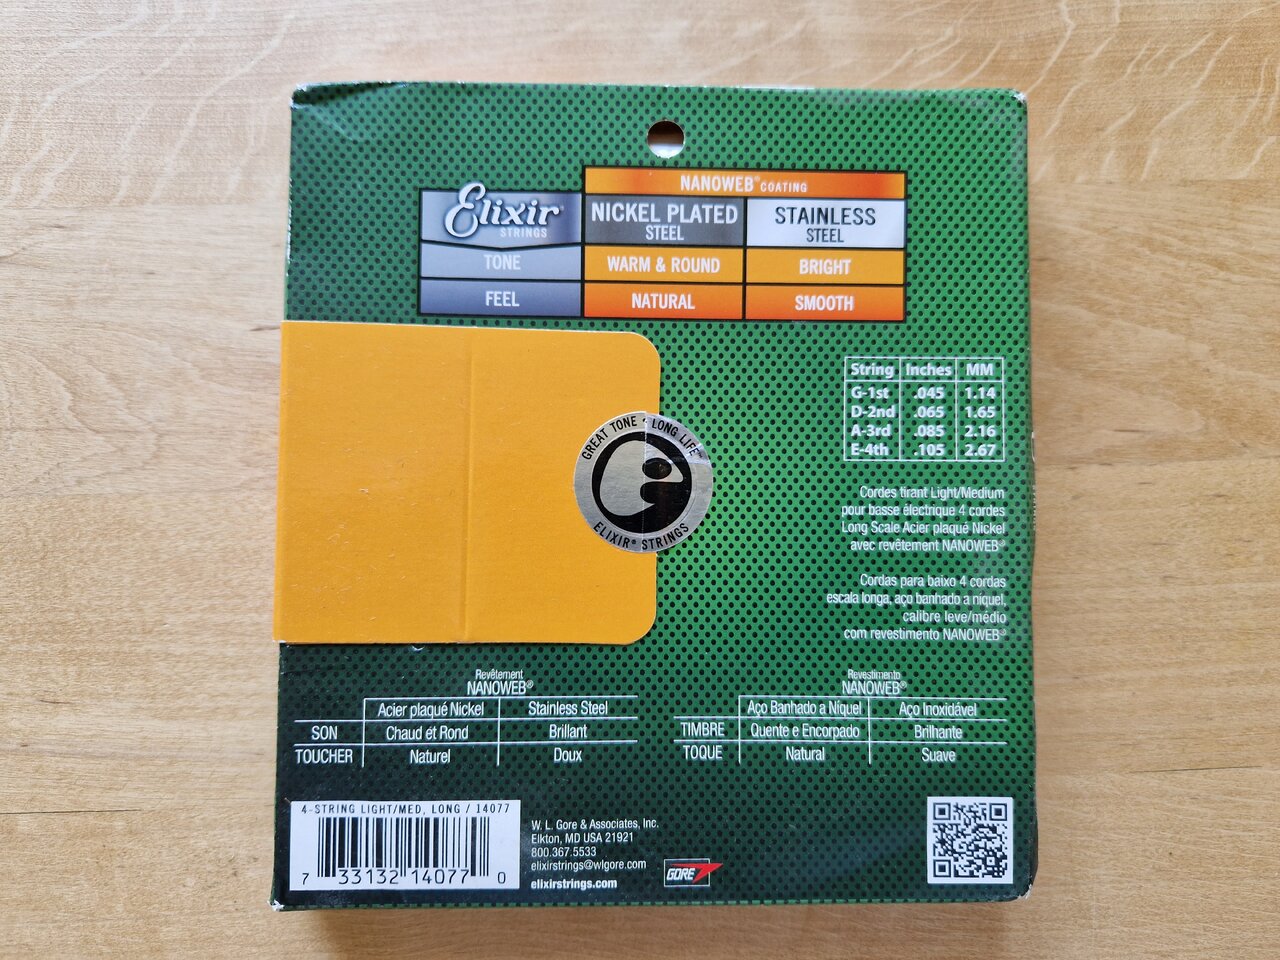 NANOWEB® COATING
Elixir®
STRINGS
NICKEL PLATED
STEEL
STAINLESS
STEEL
TONE WARM & ROUND BRIGHT
FEEL NATURAL SMOOTH
String Inches MM
G-1st .045 1.14
D-2nd .065 1.65
A-3rd .085 2.16
E-4th .105 2.67
GREAT TONE • LONG LIFE™
ELIXIR® STRINGS
Cordes tirant Light/Medium
pour basse électrique 4 cordes
Long Scale Acier plaqué Nickel
avec revêtement NANOWEB®
Cordas para baixo 4 cordas
escala longa, aço banhado a níquel,
calibre leve/médio
com revestimento NANOWEB®
Revêtement
NANOWEB®
Acier plaqué Nickel Stainless Steel
SON Chaud et Rond Brillant
TOUCHER Naturel Doux
Revestimento
NANOWEB®
Aço Banhado a Níquel Aço Inoxidável
TIMBRE Quente e Encorpado Brilhante
TOQUE Natural Suave
4-STRING LIGHT/MED, LONG / 14077
7 33132 14077 0
W. L. Gore & Associates, Inc.
Elkton, MD USA 21921
800.367.5533
elixirstrings@wlgore.com
elixirstrings.com
GORE